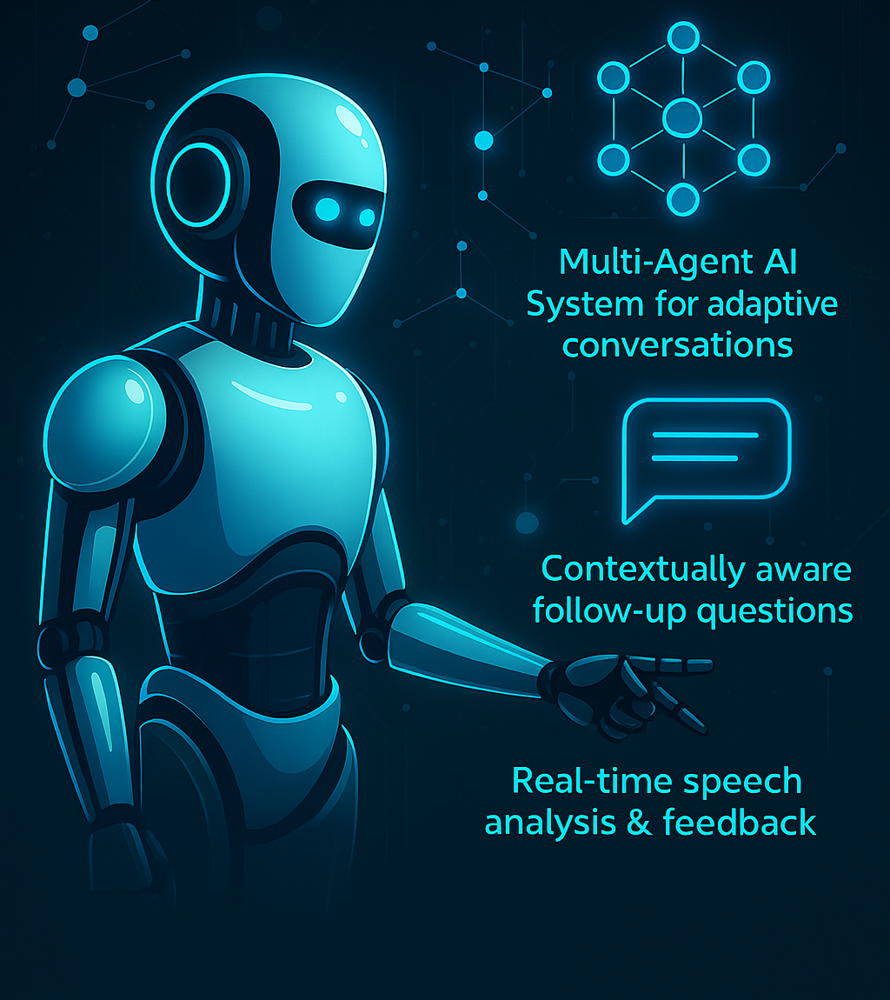 Multi-Agent AI
System for adaptive
conversations
Contextually aware
follow-up questions
Real-time speech
analysis & feedback